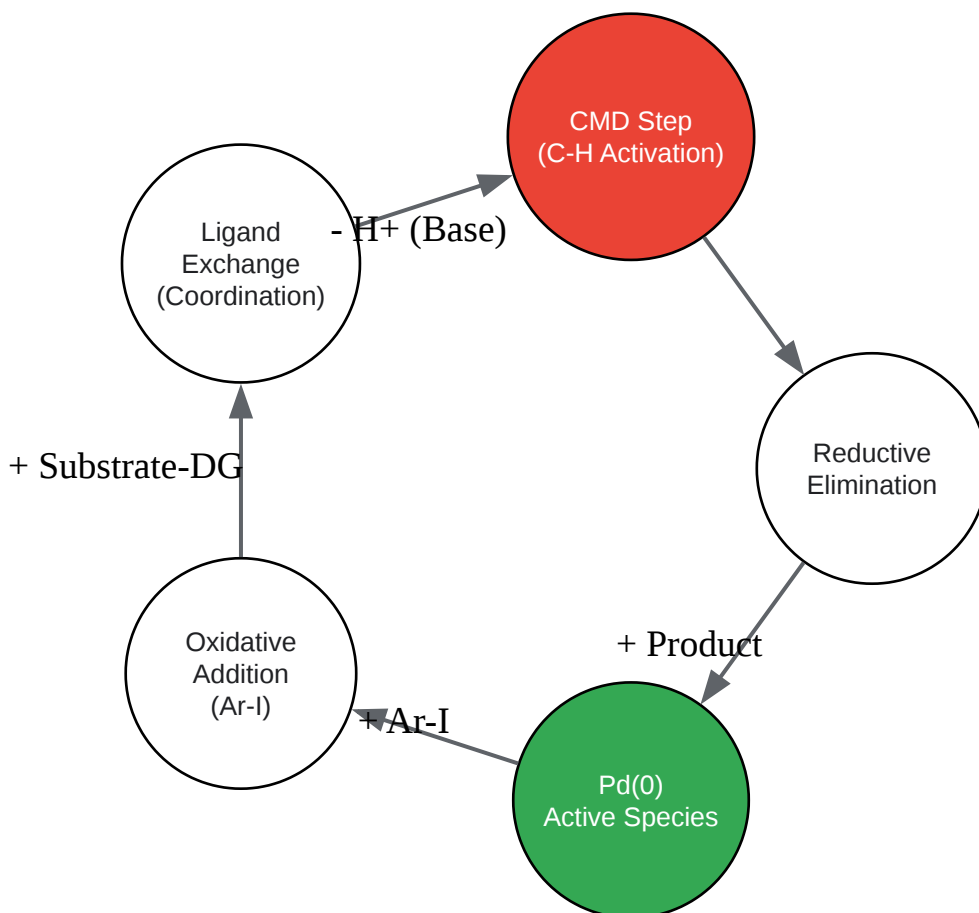 CMD Step
(C-H Activation)
Ligand
Exchange
(Coordination)
- H+ (Base)
Reductive
Elimination
+ Substrate-DG
Oxidative
Addition
(Ar-I)
+ Product
+ Ar-I
Pd(0)
Active Species